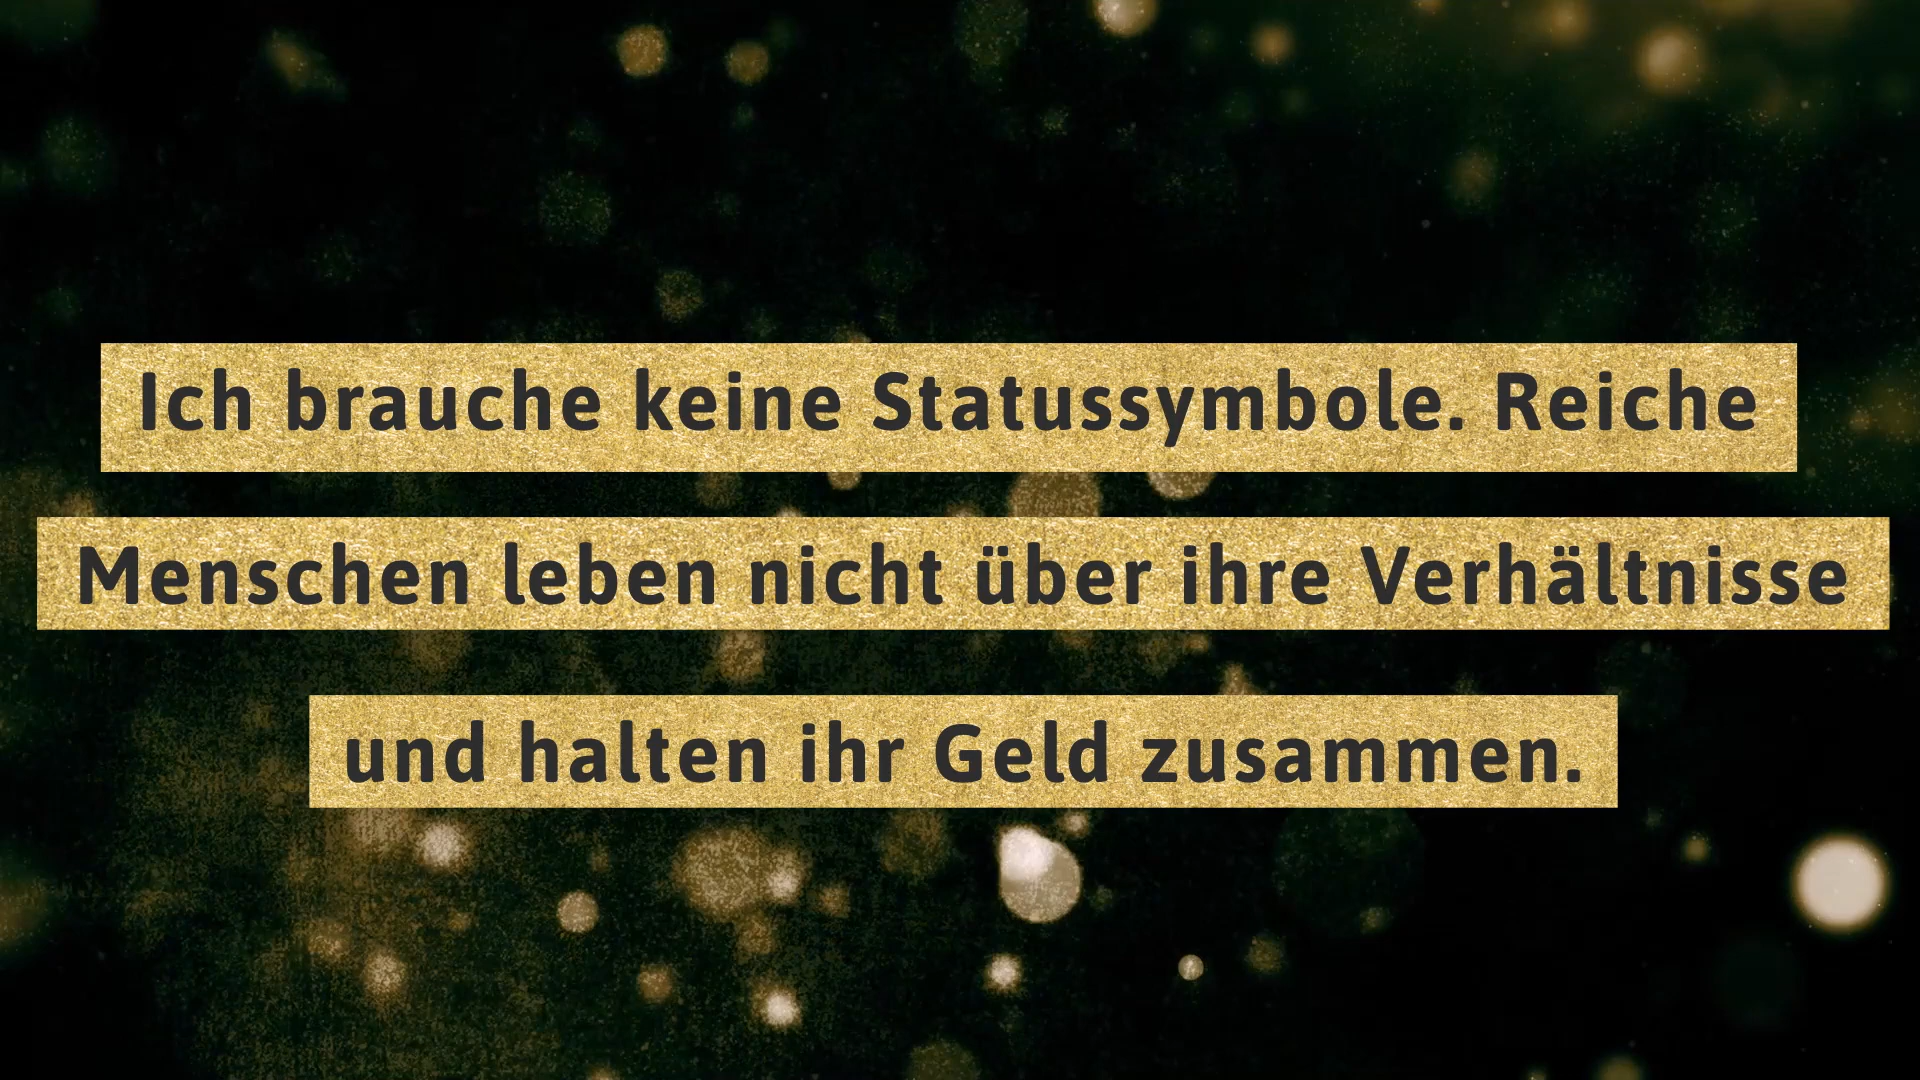 Ich brauche keine Statussymbole. Reiche
Menschen leben nicht über ihre Verhältnisse
und halten ihr Geld zusammen.